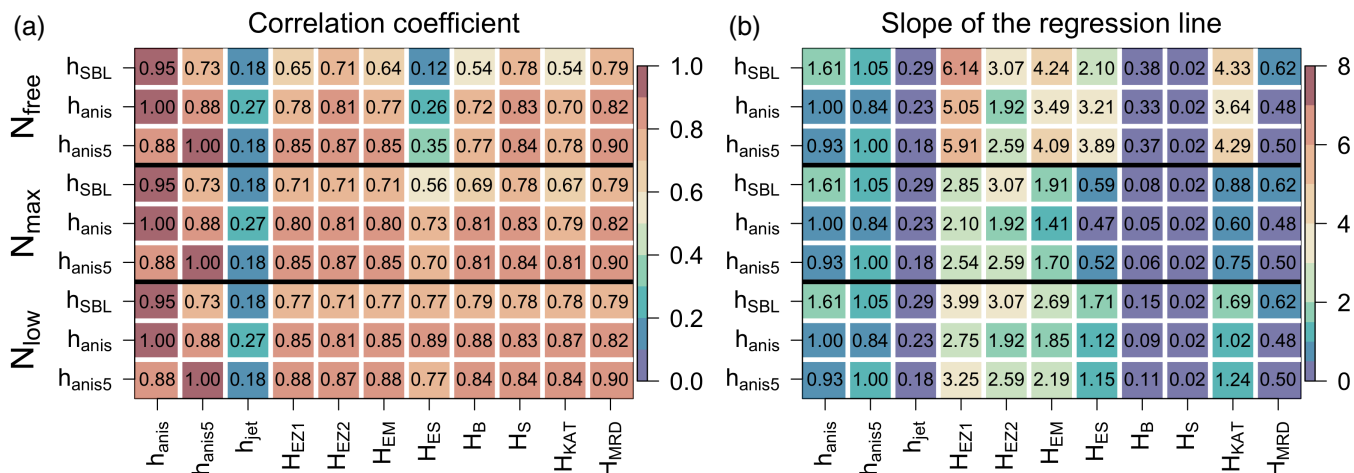 (a) Correlation coefficient
N_free
h_SBL 0.95 0.73 0.18 0.65 0.71 0.64 0.12 0.54 0.78 0.54 0.79
h_anis 1.00 0.88 0.27 0.78 0.81 0.77 0.26 0.72 0.83 0.70 0.82
h_anis5 0.88 1.00 0.18 0.85 0.87 0.85 0.35 0.77 0.84 0.78 0.90
N_max
h_SBL 0.95 0.73 0.18 0.71 0.71 0.71 0.56 0.69 0.78 0.67 0.79
h_anis 1.00 0.88 0.27 0.80 0.81 0.80 0.73 0.81 0.83 0.79 0.82
h_anis5 0.88 1.00 0.18 0.85 0.87 0.85 0.70 0.81 0.84 0.81 0.90
N_low
h_SBL 0.95 0.73 0.18 0.77 0.71 0.77 0.77 0.79 0.78 0.78 0.79
h_anis 1.00 0.88 0.27 0.85 0.81 0.85 0.89 0.88 0.83 0.87 0.82
h_anis5 0.88 1.00 0.18 0.88 0.87 0.88 0.77 0.84 0.84 0.84 0.90
h_anis h_anis5 h_jet H_EZ1 H_EZ2 H_EM H_ES H_B H_S H_KAT H_MRD
1.0
0.8
0.6
0.4
0.2
0.0
(b) Slope of the regression line
h_SBL 1.61 1.05 0.29 6.14 3.07 4.24 2.10 0.38 0.02 4.33 0.62
h_anis 1.00 0.84 0.23 5.05 1.92 3.49 3.21 0.33 0.02 3.64 0.48
h_anis5 0.93 1.00 0.18 5.91 2.59 4.09 3.89 0.37 0.02 4.29 0.50
h_SBL 1.61 1.05 0.29 2.85 3.07 1.91 0.59 0.08 0.02 0.88 0.62
h_anis 1.00 0.84 0.23 2.10 1.92 1.41 0.47 0.05 0.02 0.60 0.48
h_anis5 0.93 1.00 0.18 2.54 2.59 1.70 0.52 0.06 0.02 0.75 0.50
h_SBL 1.61 1.05 0.29 3.99 3.07 2.69 1.71 0.15 0.02 1.69 0.62
h_anis 1.00 0.84 0.23 2.75 1.92 1.85 1.12 0.09 0.02 1.02 0.48
h_anis5 0.93 1.00 0.18 3.25 2.59 2.19 1.15 0.11 0.02 1.24 0.50
h_anis h_anis5 h_jet H_EZ1 H_EZ2 H_EM H_ES H_B H_S H_KAT H_MRD
8
6
4
2
0